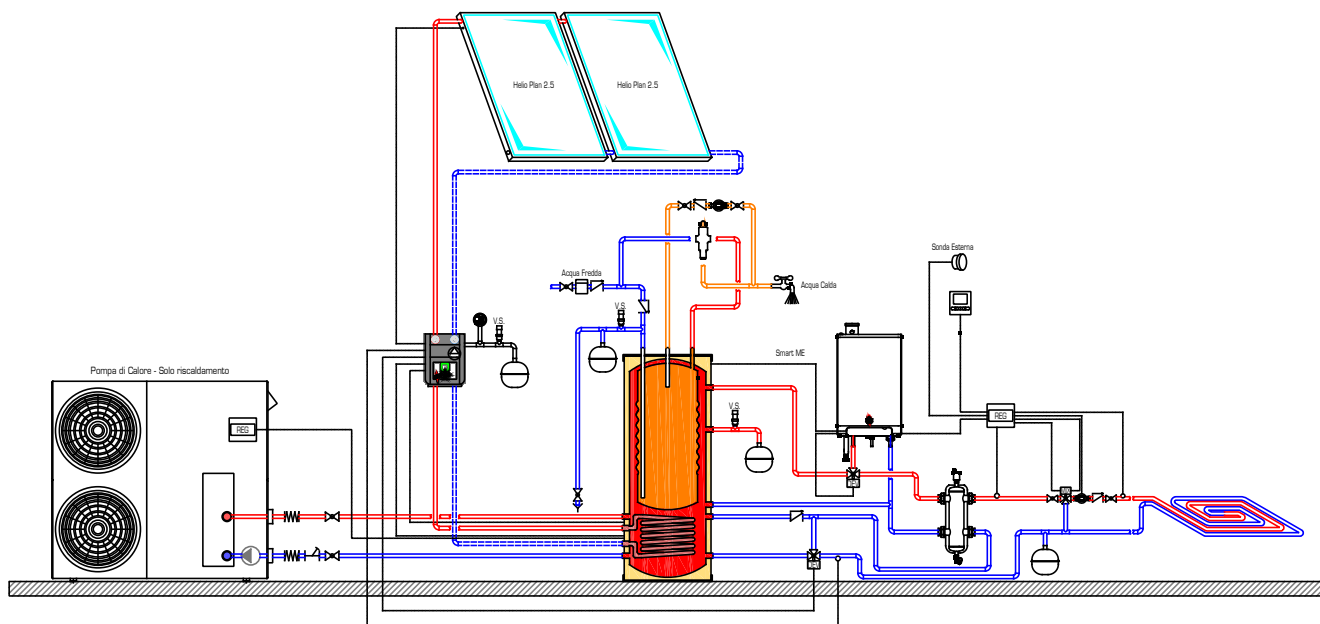 Helio Plan 2.5
Helio Plan 2.5
Sonda Esterna
Acqua Fredda
Acqua Calda
V.S.
V.S.
Smart ME
Pompa di Calore - Solo riscaldamento
V.S.
REG
REG